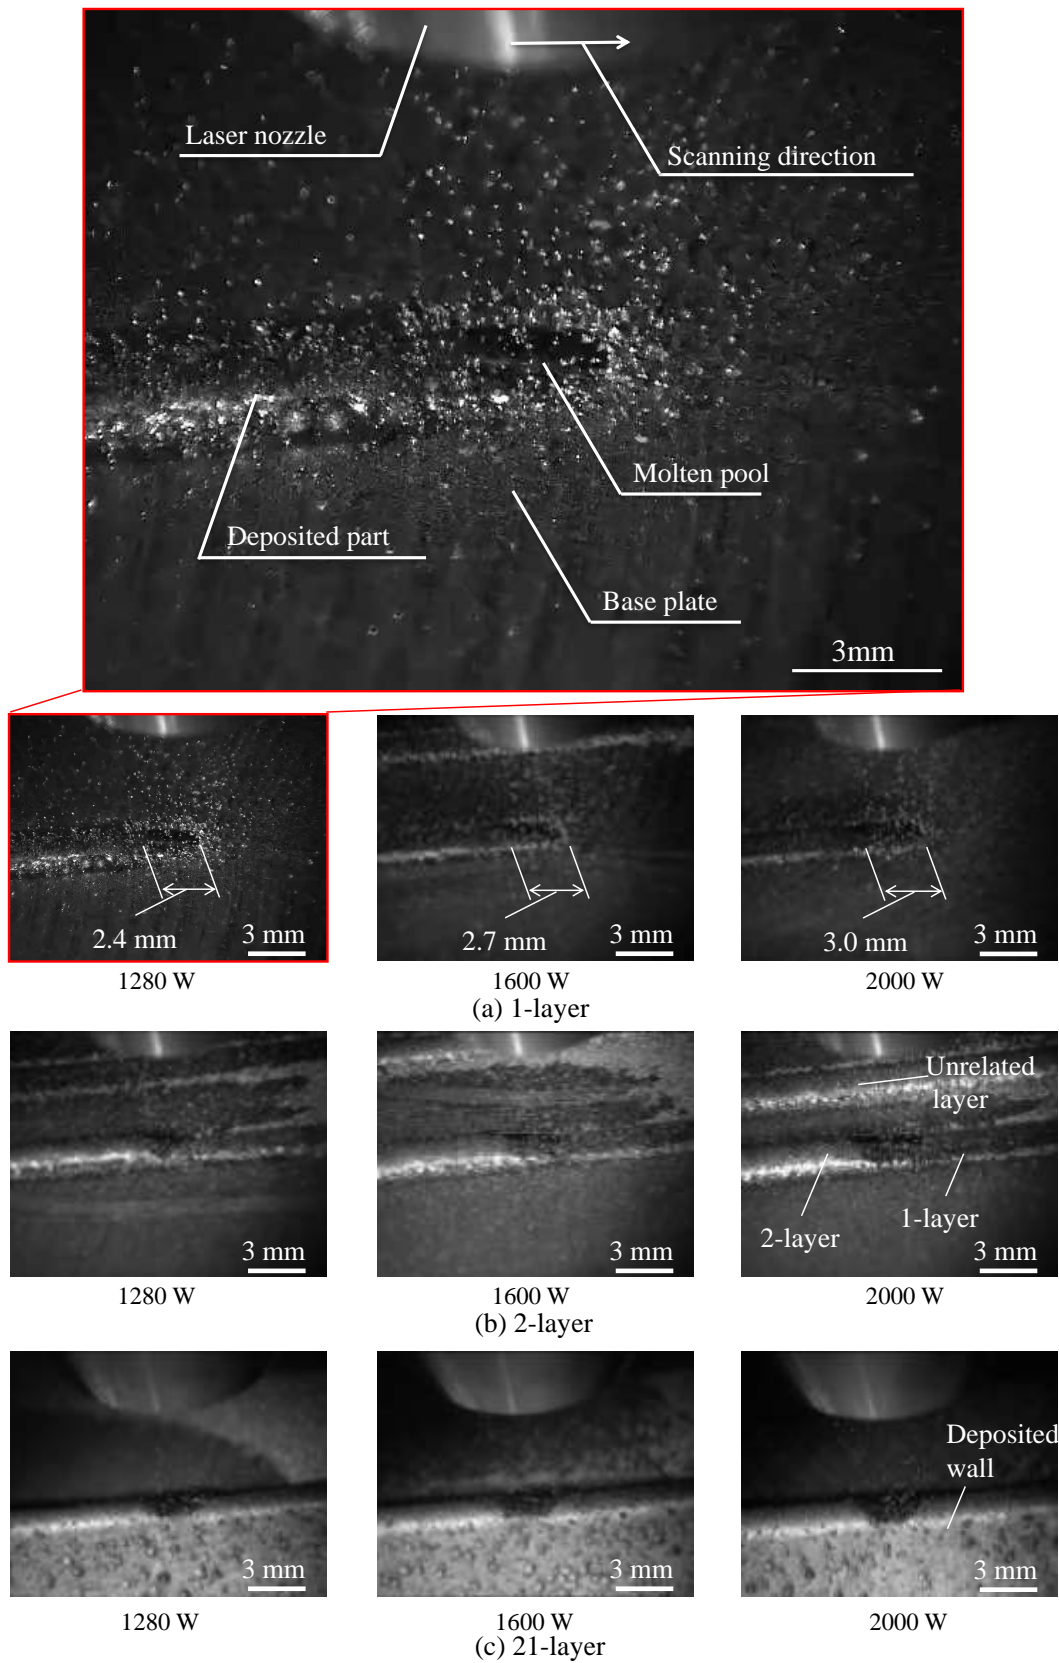 Laser nozzle
Scanning direction
Molten pool
Deposited part
Base plate
3mm
2.4 mm
3 mm
2.7 mm
3 mm
3.0 mm
3 mm
1280 W
1600 W
2000 W
(a) 1-layer
Unrelated
layer
2-layer
1-layer
3 mm
3 mm
3 mm
1280 W
1600 W
2000 W
(b) 2-layer
Deposited
wall
3 mm
3 mm
3 mm
1280 W
1600 W
2000 W
(c) 21-layer